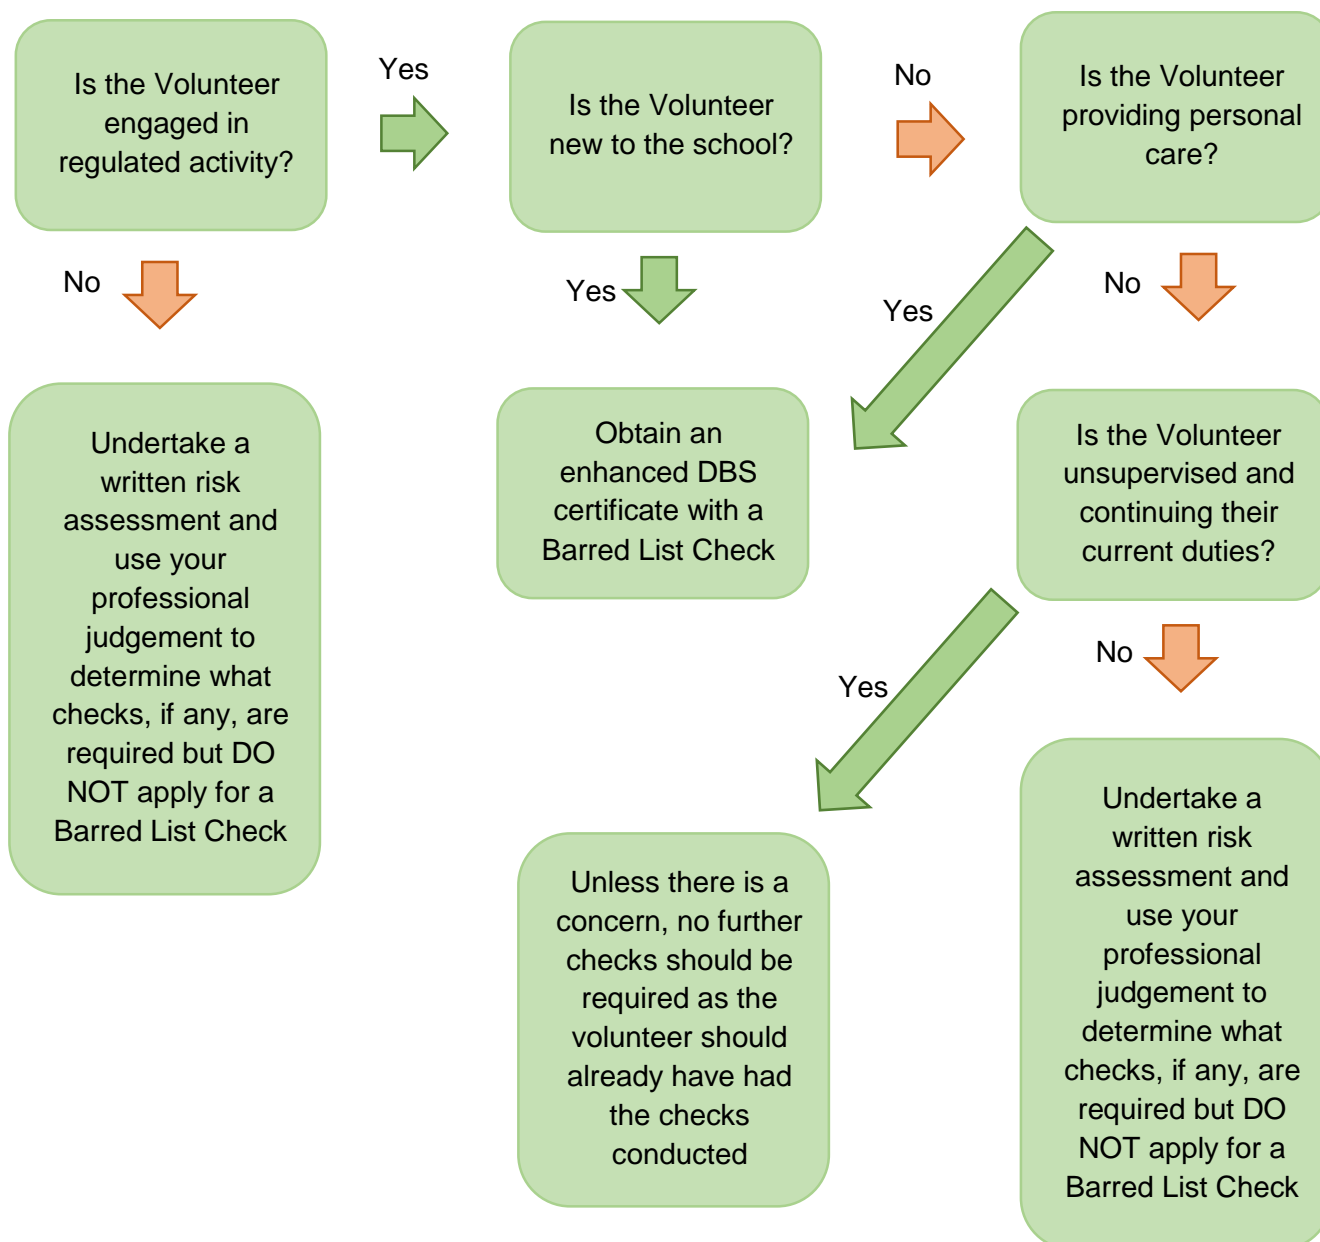 Is the Volunteer
engaged in
regulated activity?
Yes
Is the Volunteer
new to the school?
No
Is the Volunteer
providing personal
care?
No
Yes
Yes
No
Undertake a
written risk
assessment and
use your
professional
judgement to
determine what
checks, if any, are
required but DO
NOT apply for a
Barred List Check
Obtain an
enhanced DBS
certificate with a
Barred List Check
Is the Volunteer
unsupervised and
continuing their
current duties?
Yes
No
Unless there is a
concern, no further
checks should be
required as the
volunteer should
already have had
the checks
conducted
Undertake a
written risk
assessment and
use your
professional
judgement to
determine what
checks, if any, are
required but DO
NOT apply for a
Barred List Check